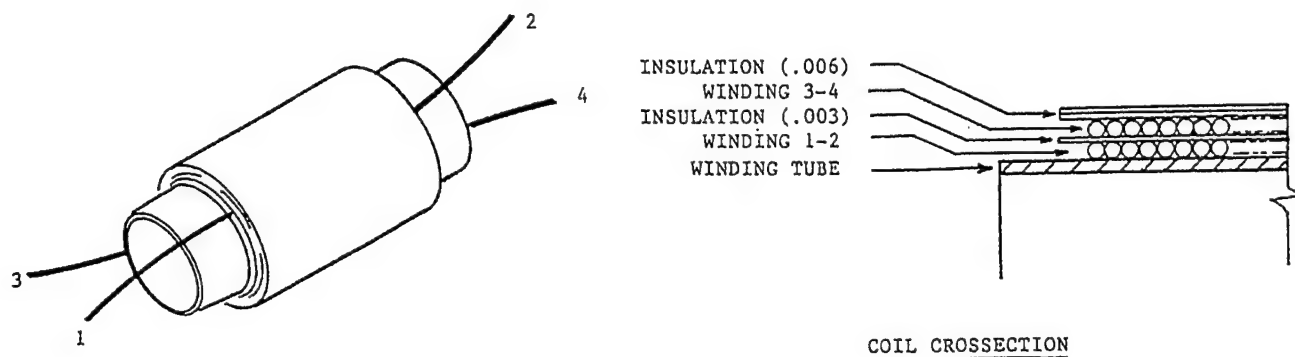 2
4
3
1
INSULATION (.006)
WINDING 3-4
INSULATION (.003)
WINDING 1-2
WINDING TUBE
COIL CROSSECTION